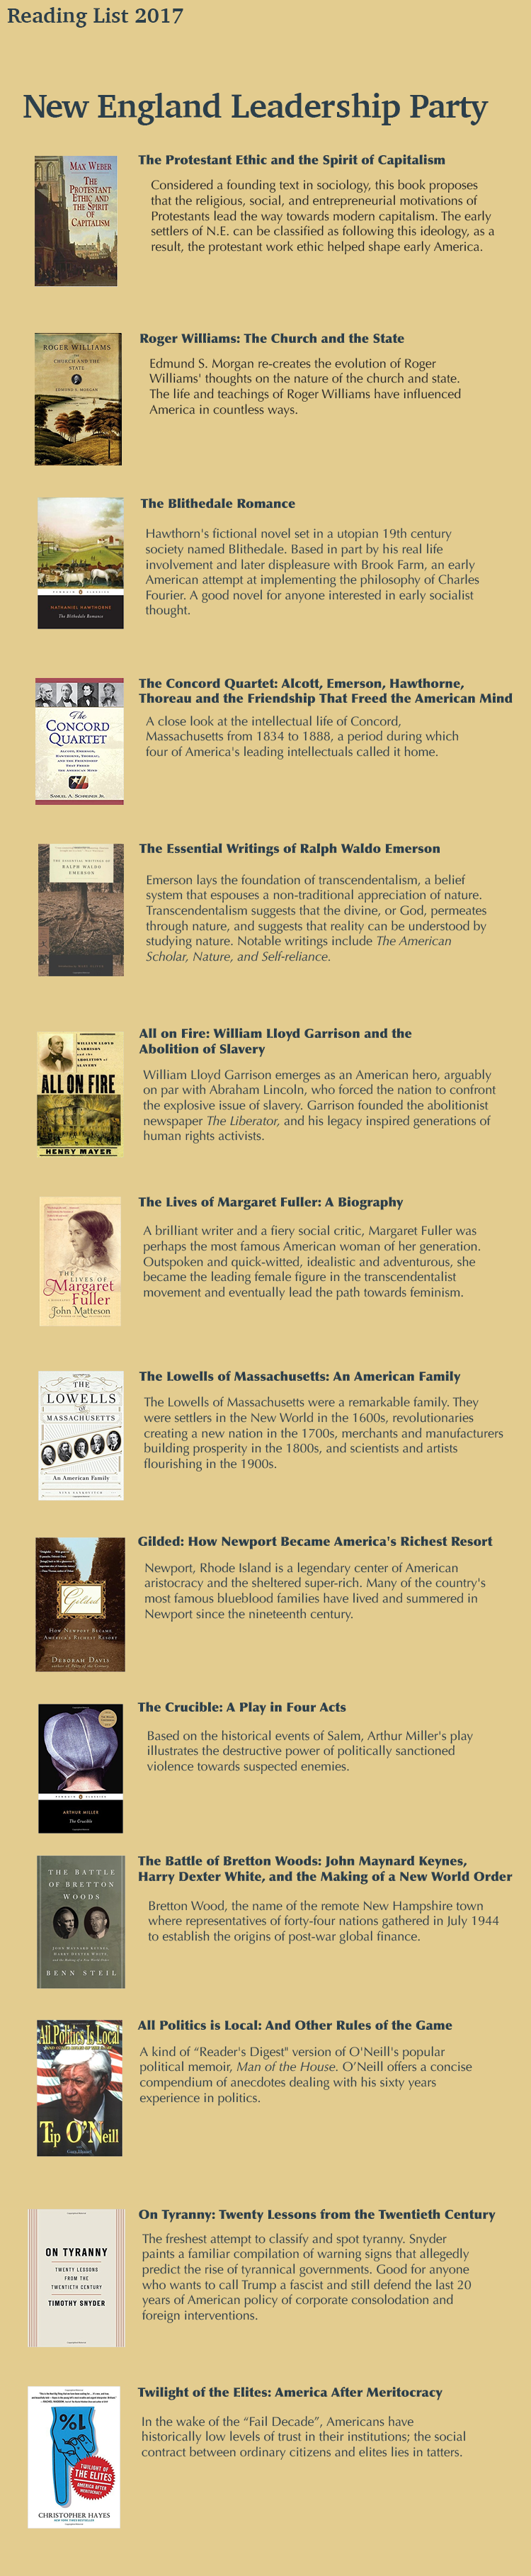 Reading List 2017
New England Leadership Party
MAX WEBER
THE
PROTESTANT
ETHIC AND
THE SPIRIT
OF
CAPITALISM
The Protestant Ethic and the Spirit of Capitalism
Considered a founding text in sociology, this book proposes
that the religious, social, and entrepreneurial motivations of
Protestants lead the way towards modern capitalism. The early
settlers of N.E. can be classified as following this ideology, as a
result, the protestant work ethic helped shape early America.
ROGER WILLIAMS
THE
CHURCH AND THE
STATE
EDMUND S. MORGAN
Roger Williams: The Church and the State
Edmund S. Morgan re-creates the evolution of Roger
Williams' thoughts on the nature of the church and state.
The life and teachings of Roger Williams have influenced
America in countless ways.
PENGUIN CLASSICS
NATHANIEL HAWTHORNE
The Blithedale Romance
The Blithedale Romance
Hawthorn's fictional novel set in a utopian 19th century
society named Blithedale. Based in part by his real life
involvement and later displeasure with Brook Farm, an early
American attempt at implementing the philosophy of Charles
Fourier. A good novel for anyone interested in early socialist
thought.
The
CONCORD
QUARTET
ALCOTT, EMERSON,
HAWTHORNE, THOREAU,
AND THE FRIENDSHIP
THAT FREED
THE AMERICAN MIND
SAMUEL A. SCHREINER JR.
The Concord Quartet: Alcott, Emerson, Hawthorne,
Thoreau and the Friendship That Freed the American Mind
A close look at the intellectual life of Concord,
Massachusetts from 1834 to 1888, a period during which
four of America's leading intellectuals called it home.
THE ESSENTIAL WRITINGS OF
RALPH WALDO
EMERSON
The Essential Writings of Ralph Waldo Emerson
Emerson lays the foundation of transcendentalism, a belief
system that espouses a non-traditional appreciation of nature.
Transcendentalism suggests that the divine, or God, permeates
through nature, and suggests that reality can be understood by
studying nature. Notable writings include The American
Scholar, Nature, and Self-reliance.
WILLIAM LLOYD
GARRISON
and the
ABOLITION of
SLAVERY
ALL ON FIRE
HENRY MAYER
All on Fire: William Lloyd Garrison and the
Abolition of Slavery
William Lloyd Garrison emerges as an American hero, arguably
on par with Abraham Lincoln, who forced the nation to confront
the explosive issue of slavery. Garrison founded the abolitionist
newspaper The Liberator, and his legacy inspired generations of
human rights activists.
THE
LIVES OF
Margaret
Fuller
John Matteson
The Lives of Margaret Fuller: A Biography
A brilliant writer and a fiery social critic, Margaret Fuller was
perhaps the most famous American woman of her generation.
Outspoken and quick-witted, idealistic and adventurous, she
became the leading female figure in the transcendentalist
movement and eventually lead the path towards feminism.
THE
LOWELLS
OF
MASSACHUSETTS
An American Family
The Lowells of Massachusetts: An American Family
The Lowells of Massachusetts were a remarkable family. They
were settlers in the New World in the 1600s, revolutionaries
creating a new nation in the 1700s, merchants and manufacturers
building prosperity in the 1800s, and scientists and artists
flourishing in the 1900s.
Gilded
HOW NEWPORT BECAME
AMERICA'S RICHEST RESORT
DEBORAH DAVIS
Gilded: How Newport Became America's Richest Resort
Newport, Rhode Island is a legendary center of American
aristocracy and the sheltered super-rich. Many of the country's
most famous blueblood families have lived and summered in
Newport since the nineteenth century.
PENGUIN CLASSICS
ARTHUR MILLER
The Crucible
The Crucible: A Play in Four Acts
Based on the historical events of Salem, Arthur Miller's play
illustrates the destructive power of politically sanctioned
violence towards suspected enemies.
THE BATTLE
OF BRETTON
WOODS
JOHN MAYNARD KEYNES,
HARRY DEXTER WHITE,
and the Making of a New World Order
BENN STEIL
The Battle of Bretton Woods: John Maynard Keynes,
Harry Dexter White, and the Making of a New World Order
Bretton Wood, the name of the remote New Hampshire town
where representatives of forty-four nations gathered in July 1944
to establish the origins of post-war global finance.
All Politics Is Local
Tip O'Neill
All Politics is Local: And Other Rules of the Game
A kind of “Reader's Digest" version of O'Neill's popular
political memoir, Man of the House. O’Neill offers a concise
compendium of anecdotes dealing with his sixty years
experience in politics.
ON TYRANNY
TWENTY LESSONS
FROM THE
TWENTIETH CENTURY
TIMOTHY SNYDER
On Tyranny: Twenty Lessons from the Twentieth Century
The freshest attempt to classify and spot tyranny. Snyder
paints a familiar compilation of warning signs that allegedly
predict the rise of tyrannical governments. Good for anyone
who wants to call Trump a fascist and still defend the last 20
years of American policy of corporate consolodation and
foreign interventions.
%1
TWILIGHT OF
THE ELITES
AMERICA AFTER
MERITOCRACY
CHRISTOPHER HAYES
Twilight of the Elites: America After Meritocracy
In the wake of the “Fail Decade”, Americans have
historically low levels of trust in their institutions; the social
contract between ordinary citizens and elites lies in tatters.